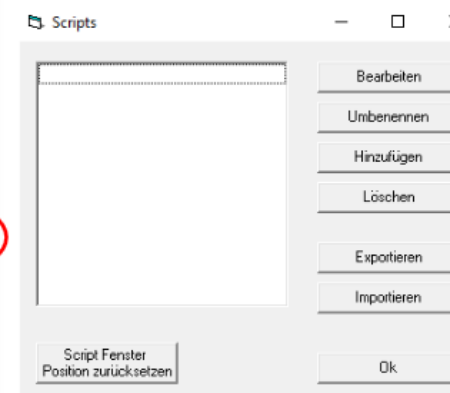 Scripts
Bearbeiten
Umbenennen
Hinzufügen
Löschen
Exportieren
Importieren
Script Fenster
Position zurücksetzen
Ok